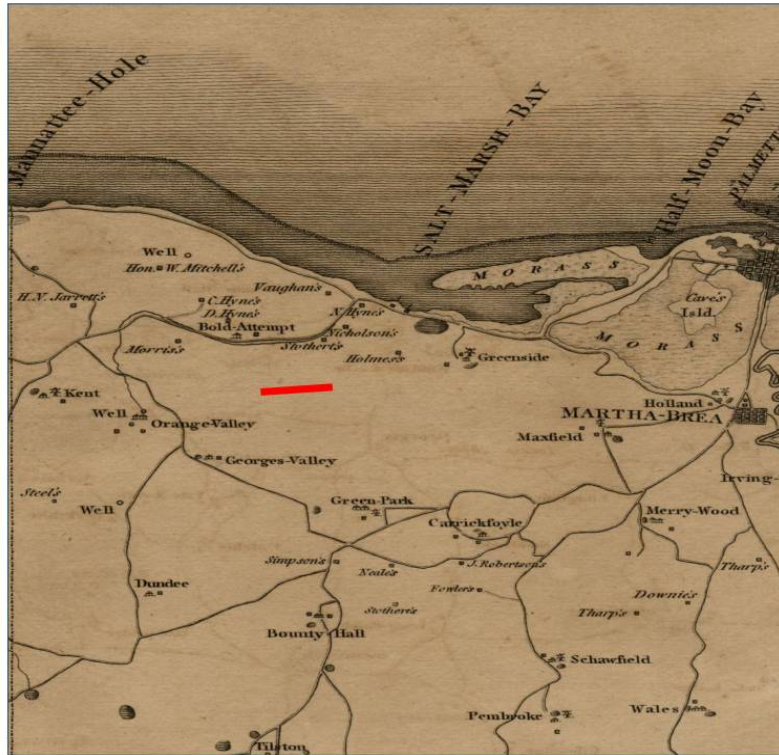 Mannattee-Hole
SALT-MARSH-BAY
Half-Moon-Bay
Well
Hon. W. Mitchell's
MORASS
H. N. Jarrett's
Vaughan's
C. Hyne's
D. Hyne's
N. Hyne's
Cave's
Isld.
Bold-Attempt
Nicholson's
MORASS
Morris's
Stothert's
Holmes's
Greenside
Kent
Holland
Well
MARTHA-BREA
Orange-Valley
Maxfield
Georges-Valley
Steel's
Well
Green-Park
Merry-Wood
Carrickfoyle
Simpson's
Neale's
J. Robertson's
Tharp's
Dundee
Fowler's
Downie's
Stothert's
Tharp's
Bounty-Hall
Schawfield
Pembroke
Wales
Tilston